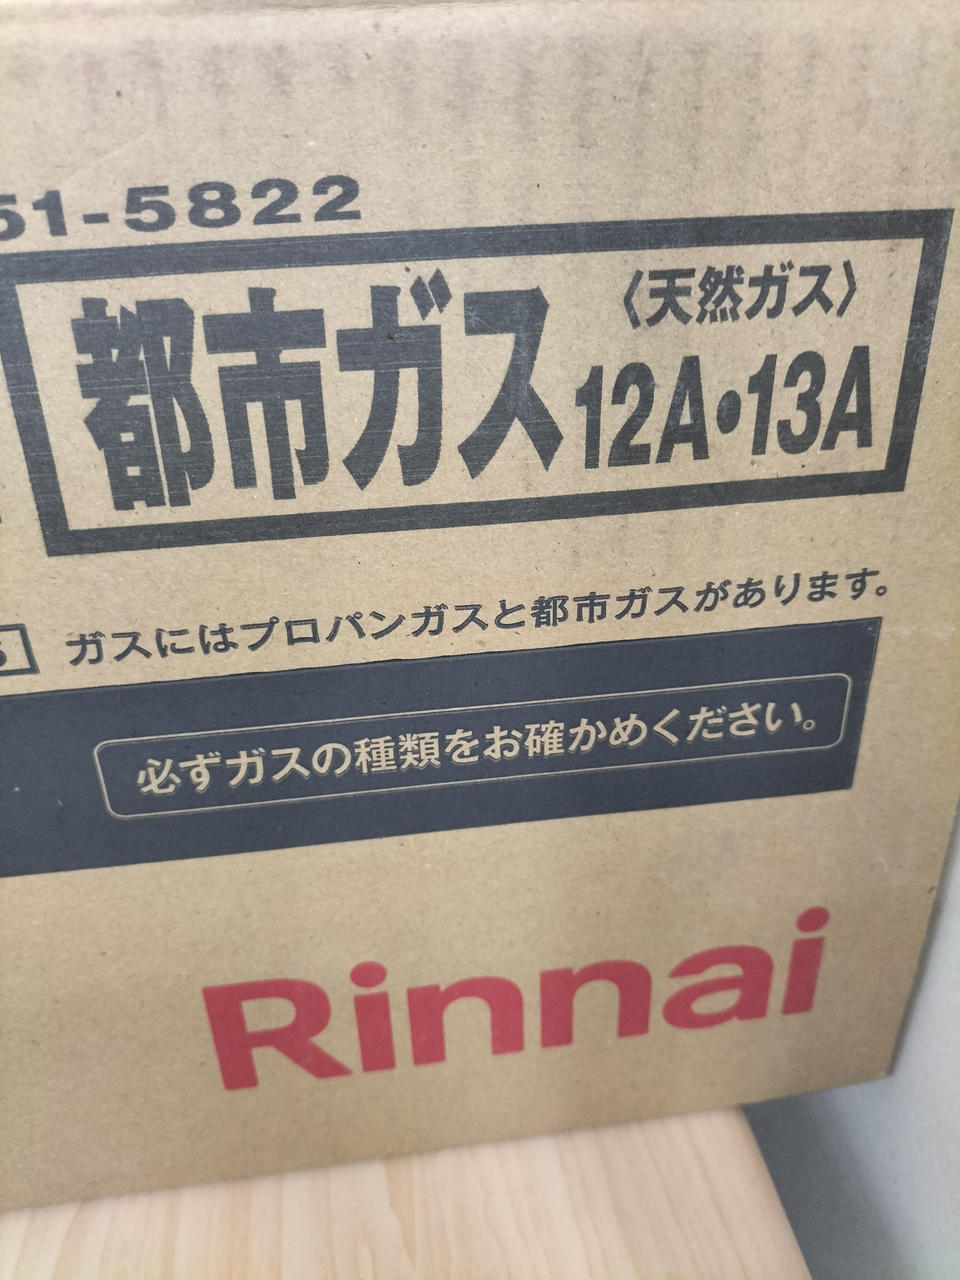 51-5822
都市ガス
〈天然ガス〉
12A・13A
ガスにはプロパンガスと都市ガスがあります。
必ずガスの種類をお確かめください。
Rinnai